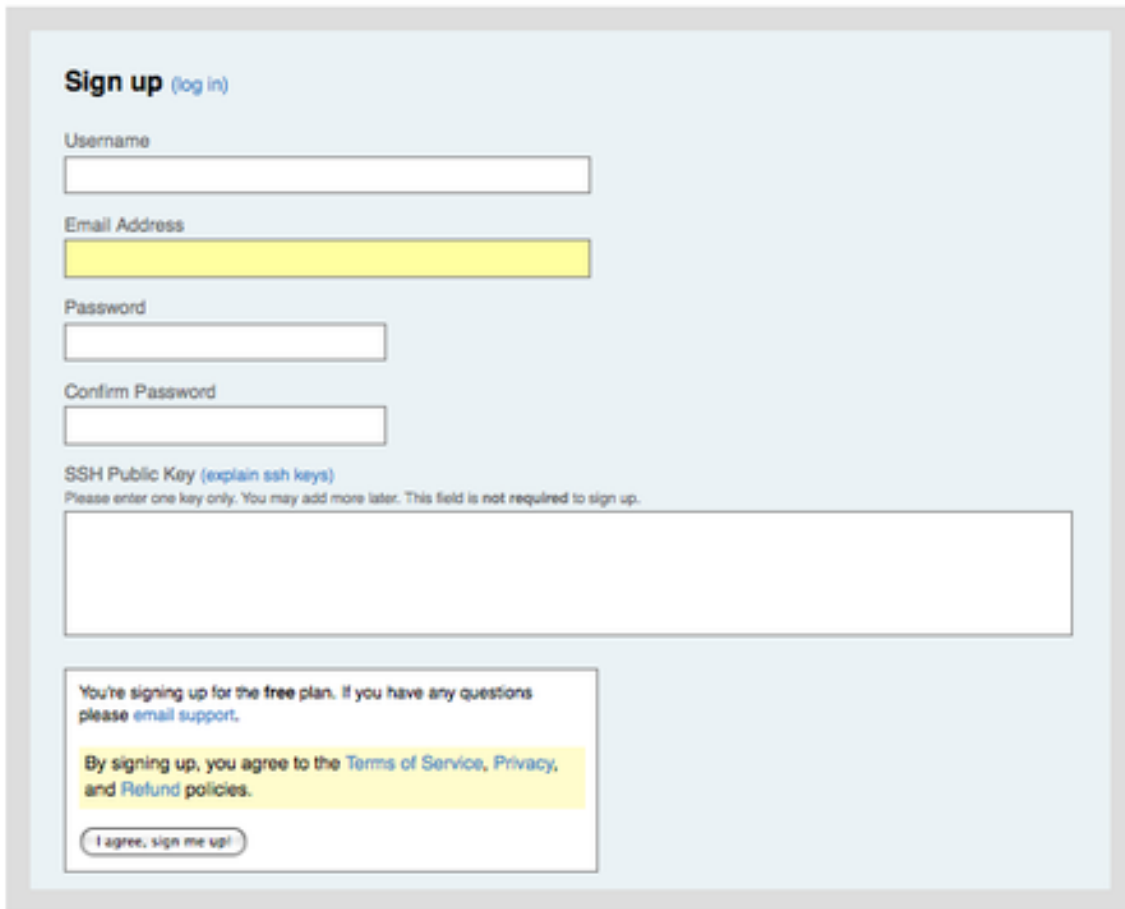 Sign up (log in)
Username
Email Address
Password
Confirm Password
SSH Public Key (explain ssh keys)
Please enter one key only. You may add more later. This field is not required to sign up.
You're signing up for the free plan. If you have any questions
please email support.
By signing up, you agree to the Terms of Service, Privacy,
and Refund policies.
I agree, sign me up!